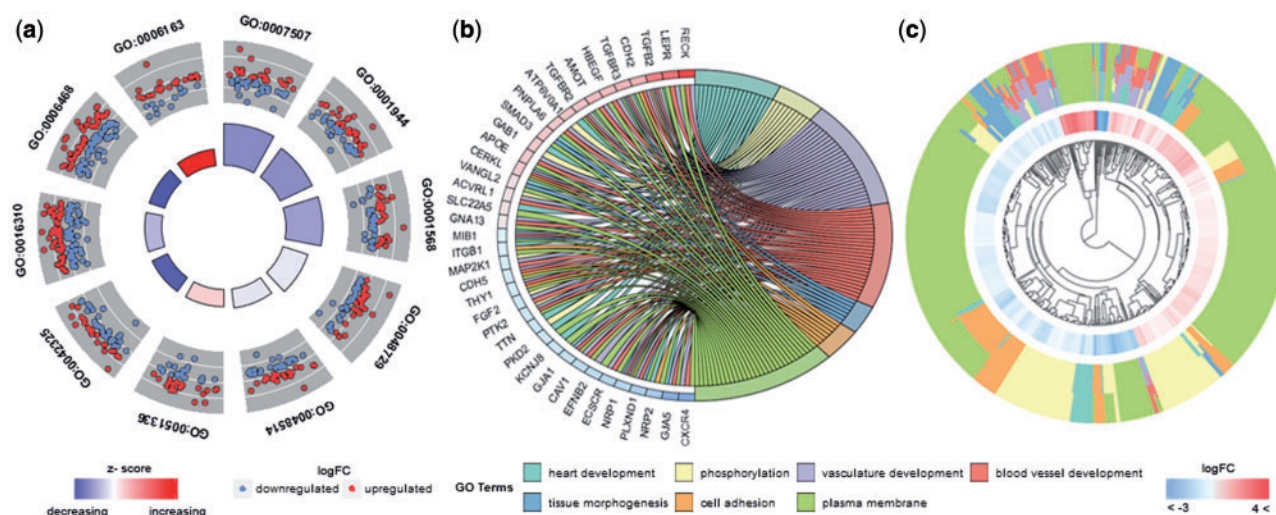 (a)
GO:0007507
GO:0001944
GO:0001568
GO:0048729
GO:0048514
GO:0051336
GO:0042325
GO:0016310
GO:0006468
GO:0006163
z- score
decreasing
increasing
logFC
downregulated
upregulated
(b)
RECK
LEPR
TGFB2
CDH2
TGFBR3
HBEGF
AMOT
TGFBR2
ATP6V0A1
PNPLA6
SMAD3
GAB1
APOE
CERKL
VANGL2
ACVRL1
SLC22A5
GNA13
MIB1
ITGB1
MAP2K1
CDH5
THY1
FGF2
PTK2
TTN
PKD2
KCNJ8
GJA1
CAV1
EFNB2
ECSCR
NRP1
PLXND1
NRP2
GJA5
CXCR4
GO Terms
heart development
phosphorylation
vasculature development
blood vessel development
tissue morphogenesis
cell adhesion
plasma membrane
(c)
logFC
< -3
4 <